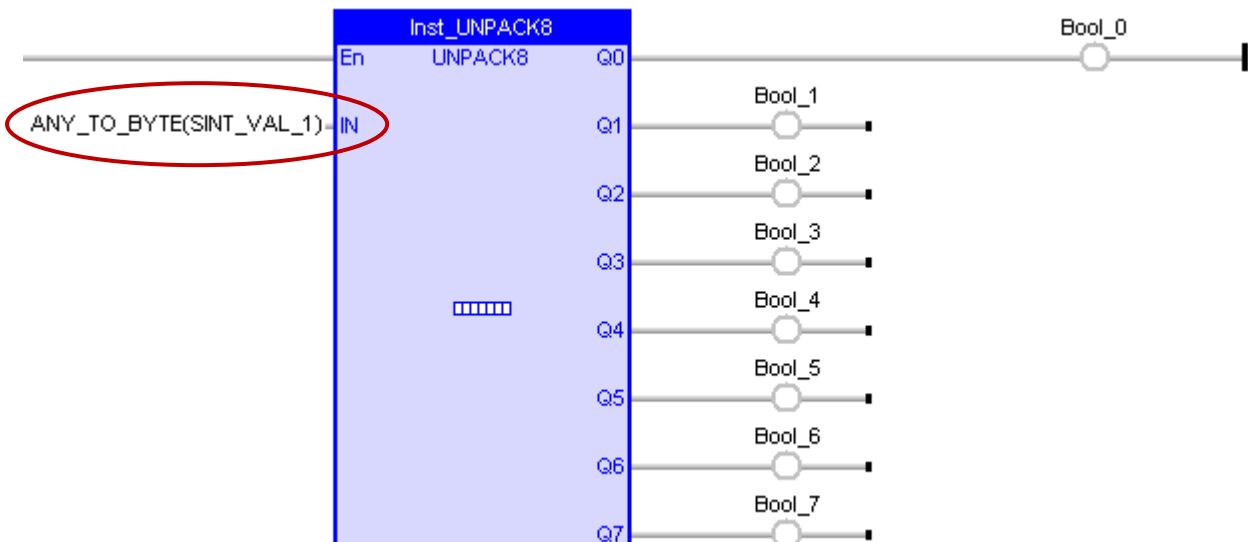 Inst_UNPACK8
Bool_0
En UNPACK8 Q0
Bool_1
ANY_TO_BYTE(SINT_VAL_1) IN Q1
Bool_2
Q2
Bool_3
Q3
Bool_4
Q4
Bool_5
Q5
Bool_6
Q6
Bool_7
Q7